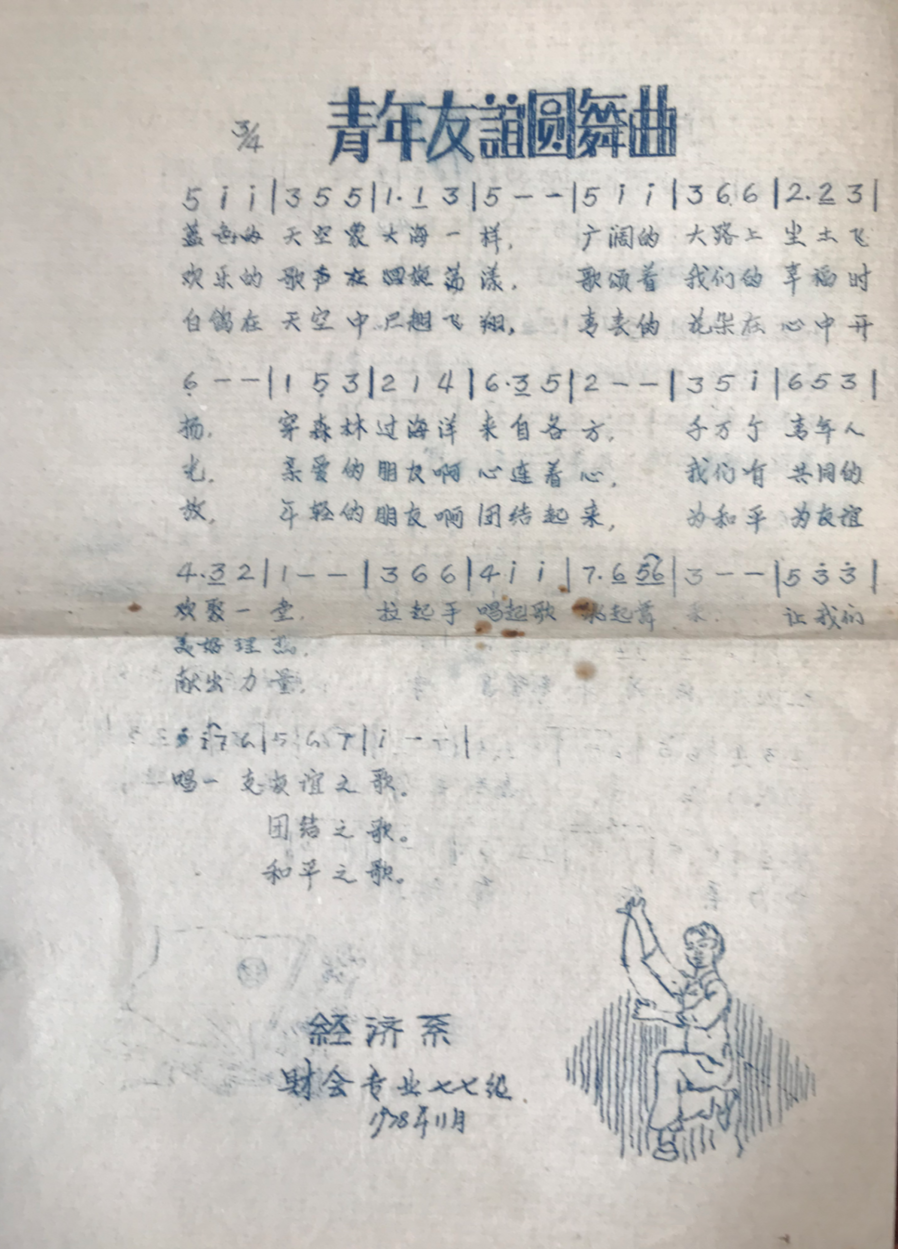 青年友谊圆舞曲
3/4
5 i i | 3 5 5 | 1. 1 3 | 5 - - | 5 i i | 3 6 6 | 2. 2 3 |
蓝色的 天空象 大海一 样， 广阔的 大路上 尘土飞
欢乐的 歌声在 四处荡 漾， 歌颂着 我们的 幸福时
白鸽在 天空中 展翅飞 翔， 青春的 花朵在 心中开
6 - - | 1 5 3 | 2 1 4 | 6. 3 5 | 2 - - | 3 5 i | 6 5 3 |
扬， 穿森林 过海洋 来自各 方， 千万个 青年人
光， 亲爱的 朋友啊 心连着 心， 我们有 共同的
放， 年轻的 朋友啊 团结起 来， 为和平 为友谊
4. 3 2 | 1 - - | 3 6 6 | 4 i i | 7. 6 56 | 3 - - | 5 3 3 |
欢聚一 堂， 拉起手 唱起歌 起舞 来， 让我们
美好理 想，
献出力 量，
i7 6 | 5 6 7 | i - - |
唱一支友谊之歌。
团结之歌。
和平之歌。
经济系
财会专业七七级
1978年11月